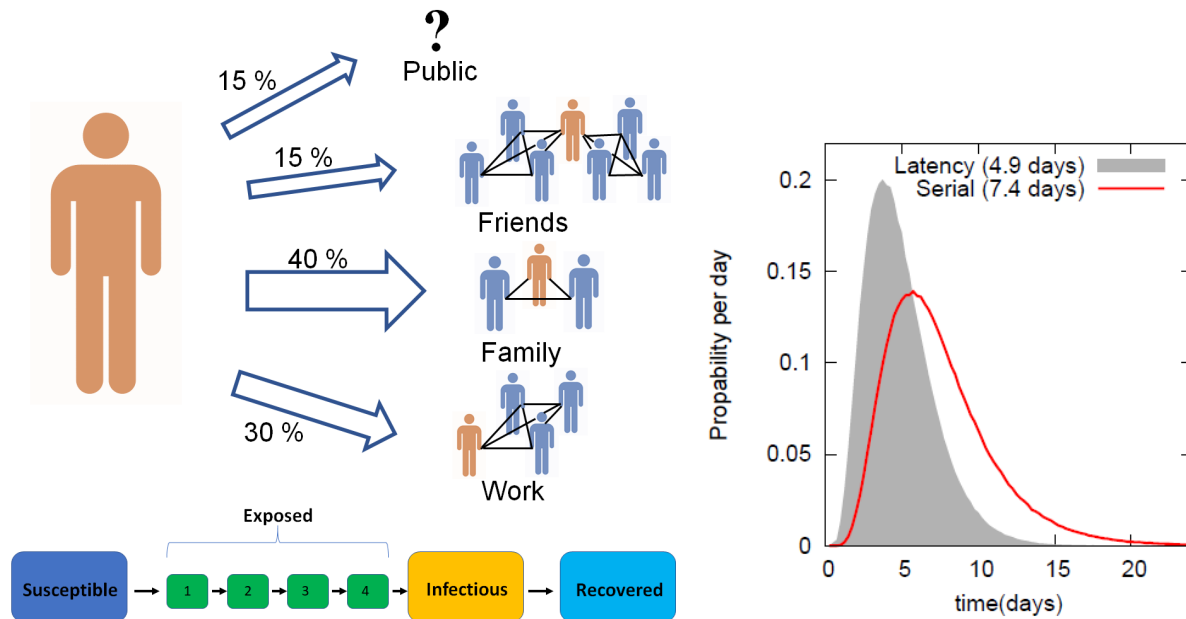 ?
Public
15 %
15 %
Friends
40 %
Family
30 %
Work
Exposed
Susceptible
1
2
3
4
Infectious
Recovered
Latency (4.9 days)
Serial (7.4 days)
Propability per day
0.2
0.15
0.1
0.05
0
0
5
10
15
20
time(days)